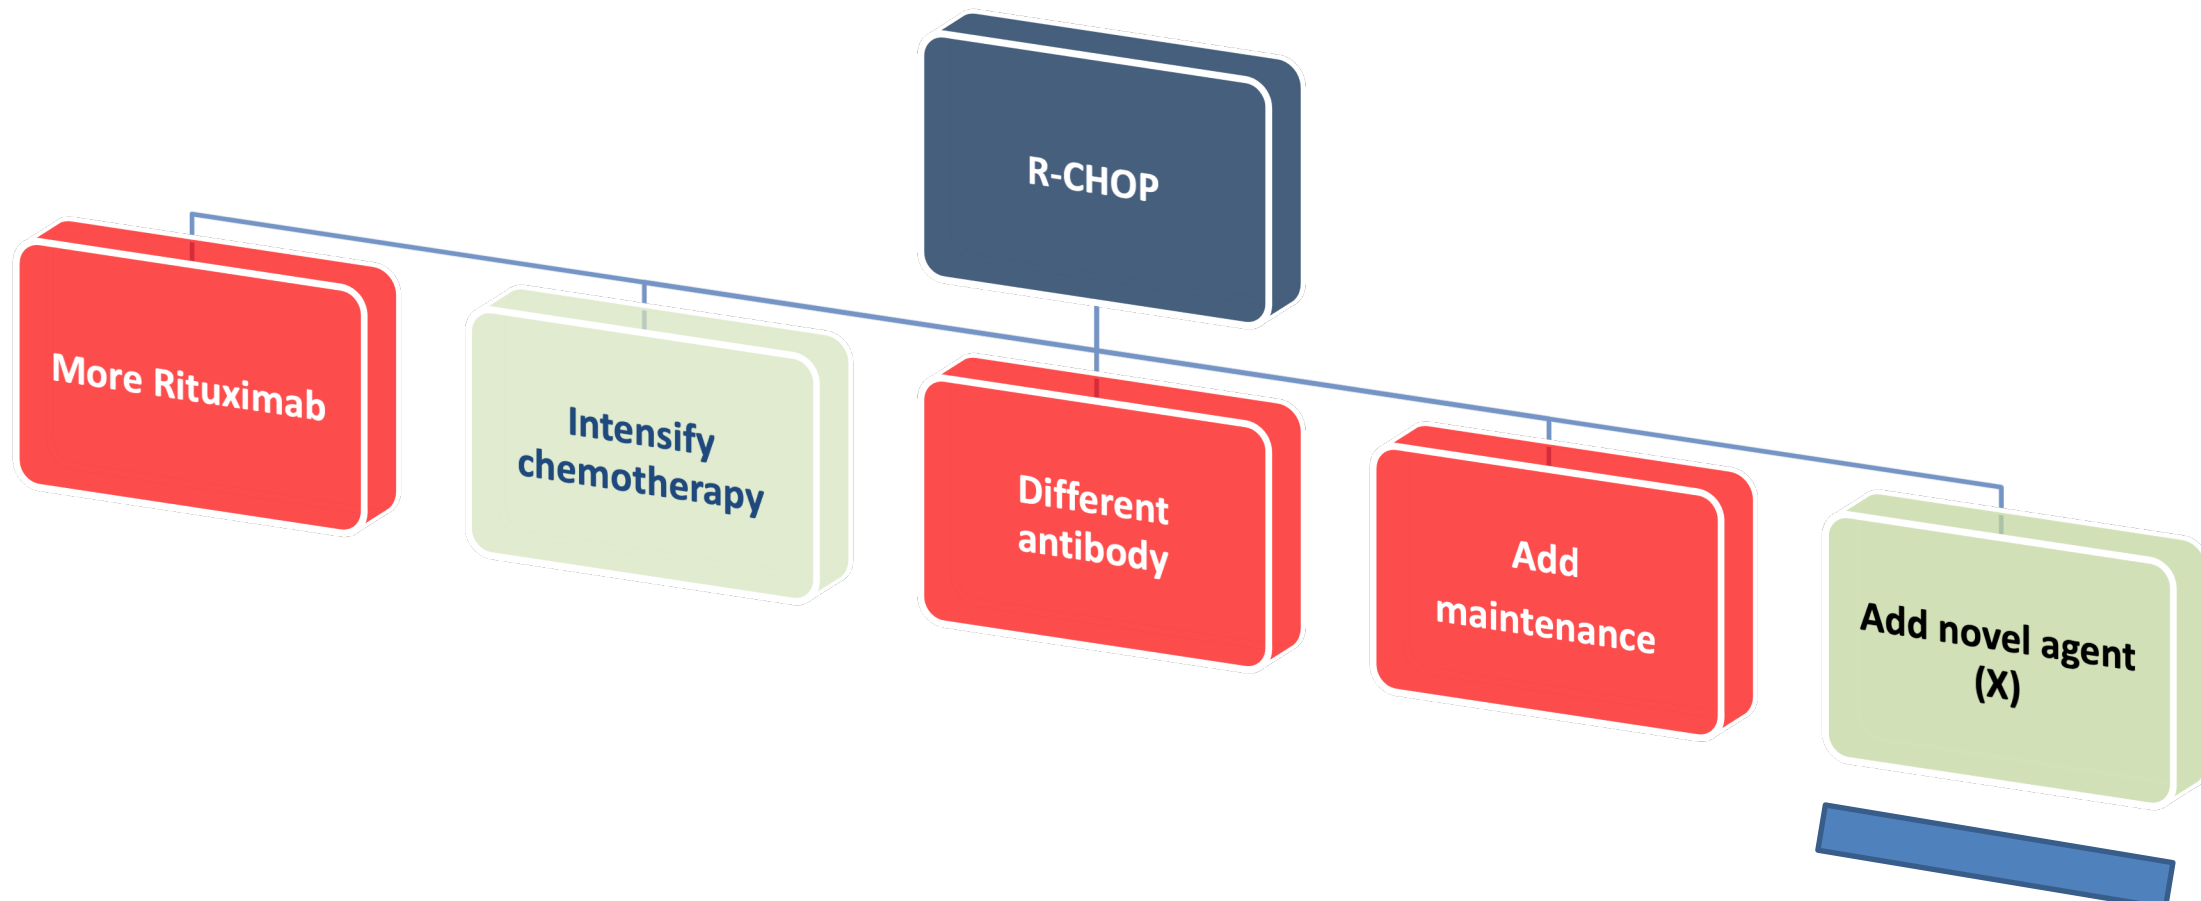 R-CHOP
More Rituximab
Intensify
chemotherapy
Different
antibody
Add
maintenance
Add novel agent
(X)